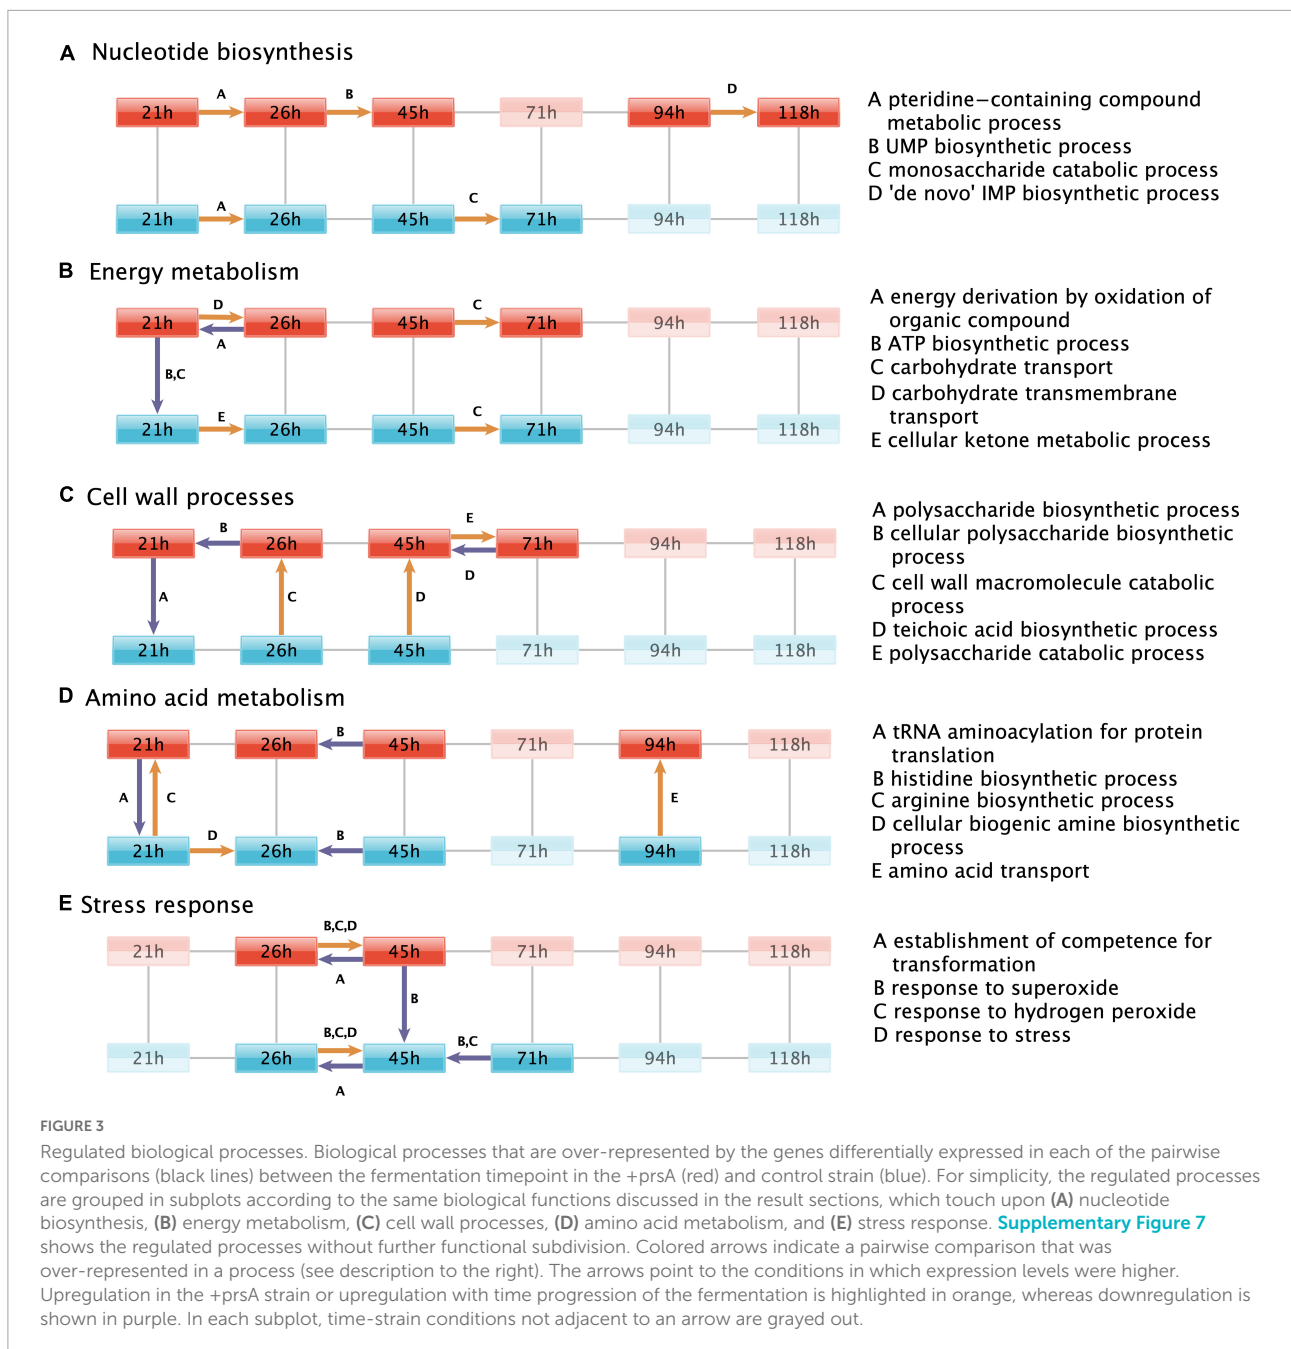 A Nucleotide biosynthesis
A B D
21h 26h 45h 71h 94h 118h
A C
21h 26h 45h 71h 94h 118h
A pteridine–containing compound
metabolic process
B UMP biosynthetic process
C monosaccharide catabolic process
D 'de novo' IMP biosynthetic process
B Energy metabolism
D C
21h 26h 45h 71h 94h 118h
A
B,C
E C
21h 26h 45h 71h 94h 118h
A energy derivation by oxidation of
organic compound
B ATP biosynthetic process
C carbohydrate transport
D carbohydrate transmembrane
transport
E cellular ketone metabolic process
C Cell wall processes
B E
21h 26h 45h 71h 94h 118h
D
A C D
21h 26h 45h 71h 94h 118h
A polysaccharide biosynthetic process
B cellular polysaccharide biosynthetic
process
C cell wall macromolecule catabolic
process
D teichoic acid biosynthetic process
E polysaccharide catabolic process
D Amino acid metabolism
B
21h 26h 45h 71h 94h 118h
A C E
D B
21h 26h 45h 71h 94h 118h
A tRNA aminoacylation for protein
translation
B histidine biosynthetic process
C arginine biosynthetic process
D cellular biogenic amine biosynthetic
process
E amino acid transport
E Stress response
B,C,D
21h 26h 45h 71h 94h 118h
A
B
B,C,D B,C
21h 26h 45h 71h 94h 118h
A
A establishment of competence for
transformation
B response to superoxide
C response to hydrogen peroxide
D response to stress
FIGURE 3
Regulated biological processes. Biological processes that are over-represented by the genes differentially expressed in each of the pairwise
comparisons (black lines) between the fermentation timepoint in the +prsA (red) and control strain (blue). For simplicity, the regulated processes
are grouped in subplots according to the same biological functions discussed in the result sections, which touch upon (A) nucleotide
biosynthesis, (B) energy metabolism, (C) cell wall processes, (D) amino acid metabolism, and (E) stress response. Supplementary Figure 7
shows the regulated processes without further functional subdivision. Colored arrows indicate a pairwise comparison that was
over-represented in a process (see description to the right). The arrows point to the conditions in which expression levels were higher.
Upregulation in the +prsA strain or upregulation with time progression of the fermentation is highlighted in orange, whereas downregulation is
shown in purple. In each subplot, time-strain conditions not adjacent to an arrow are grayed out.